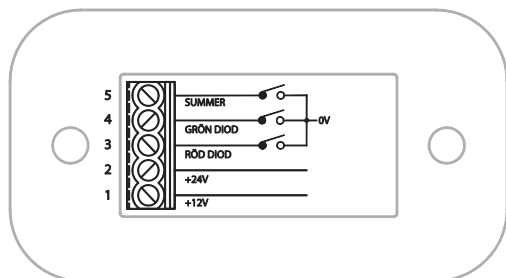 5 SUMMER
4 GRÖN DIOD 0V
3 RÖD DIOD
2 +24V
1 +12V